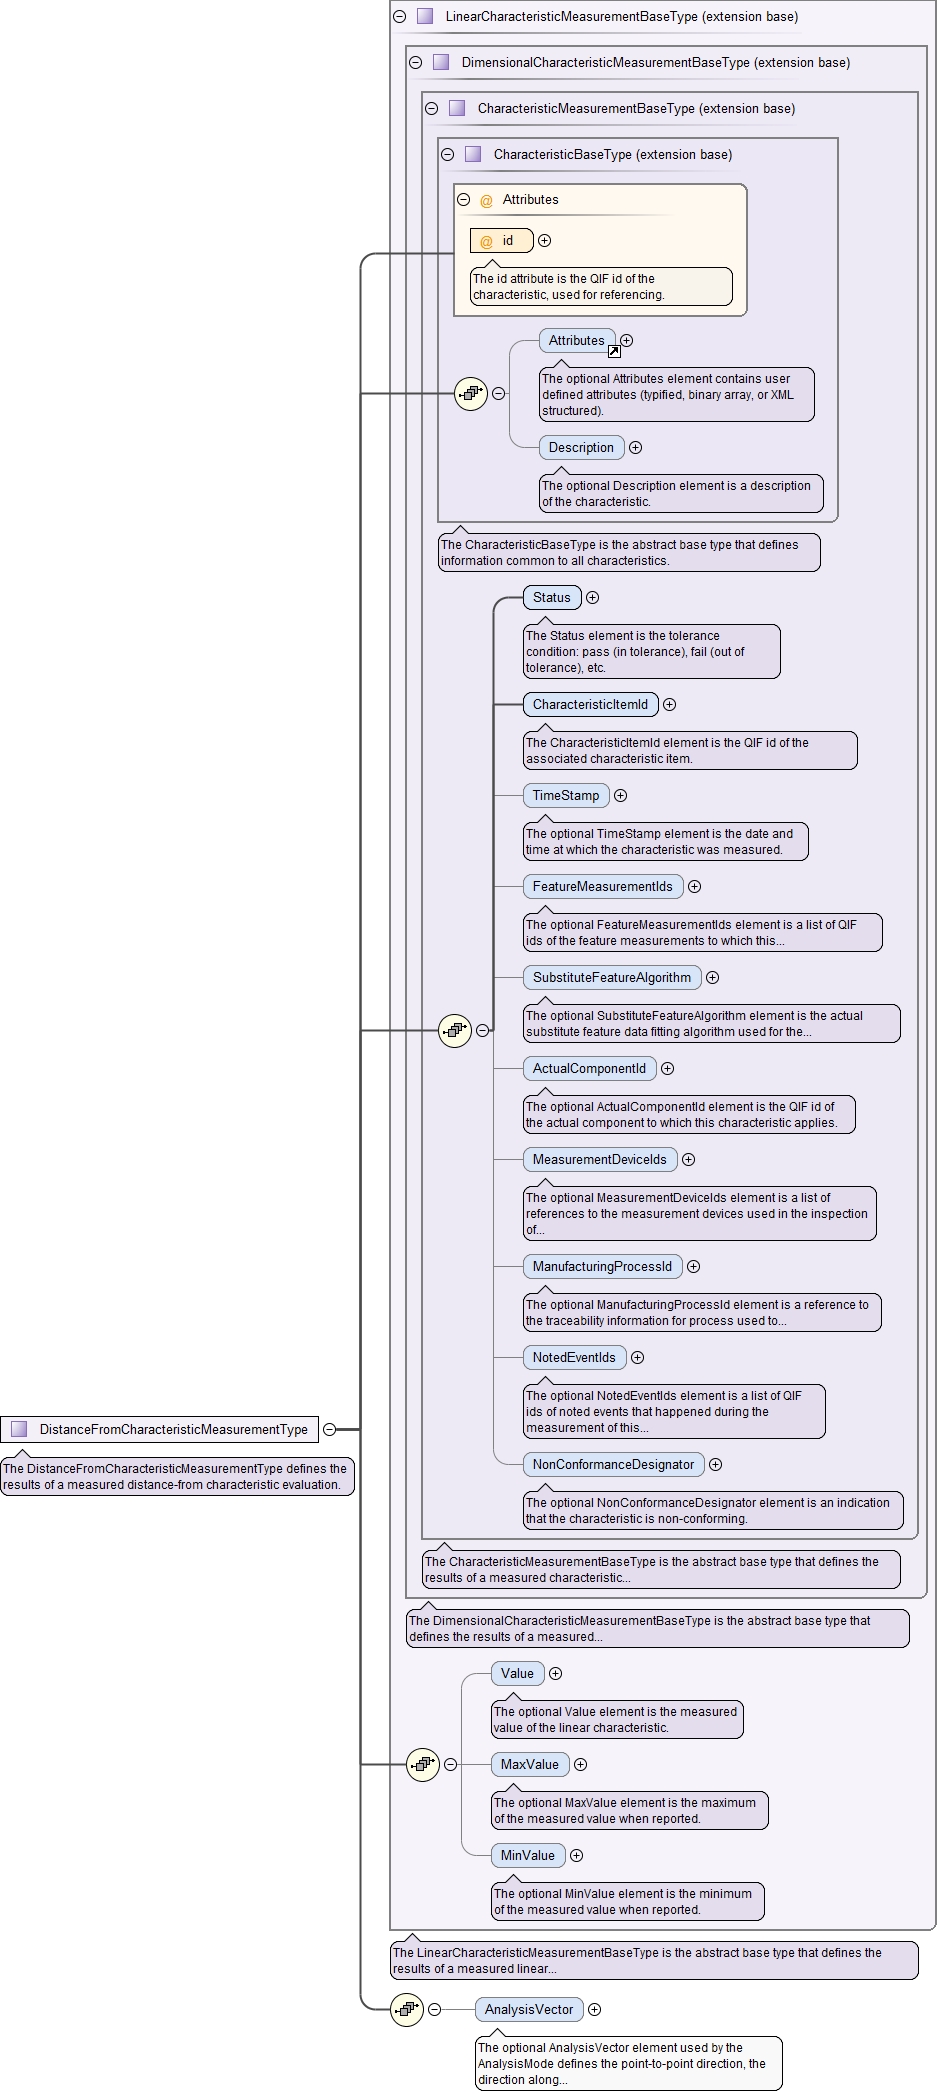 LinearCharacteristicMeasurementBaseType (extension base)
DimensionalCharacteristicMeasurementBaseType (extension base)
CharacteristicMeasurementBaseType (extension base)
CharacteristicBaseType (extension base)
@ Attributes
@ id
The id attribute is the QIF id of the
characteristic, used for referencing.
Attributes
The optional Attributes element contains user
defined attributes (typified, binary array, or XML
structured).
Description
The optional Description element is a description
of the characteristic.
The CharacteristicBaseType is the abstract base type that defines
information common to all characteristics.
Status
The Status element is the tolerance
condition: pass (in tolerance), fail (out of
tolerance), etc.
CharacteristicItemId
The CharacteristicItemId element is the QIF id of the
associated characteristic item.
TimeStamp
The optional TimeStamp element is the date and
time at which the characteristic was measured.
FeatureMeasurementIds
The optional FeatureMeasurementIds element is a list of QIF
ids of the feature measurements to which this...
SubstituteFeatureAlgorithm
The optional SubstituteFeatureAlgorithm element is the actual
substitute feature data fitting algorithm used for the...
ActualComponentId
The optional ActualComponentId element is the QIF id of
the actual component to which this characteristic applies.
MeasurementDeviceIds
The optional MeasurementDeviceIds element is a list of
references to the measurement devices used in the inspection
of...
ManufacturingProcessId
The optional ManufacturingProcessId element is a reference to
the traceability information for process used to...
NotedEventIds
The optional NotedEventIds element is a list of QIF
ids of noted events that happened during the
measurement of this...
DistanceFromCharacteristicMeasurementType
The DistanceFromCharacteristicMeasurementType defines the
results of a measured distance-from characteristic evaluation.
NonConformanceDesignator
The optional NonConformanceDesignator element is an indication
that the characteristic is non-conforming.
The CharacteristicMeasurementBaseType is the abstract base type that defines the
results of a measured characteristic...
The DimensionalCharacteristicMeasurementBaseType is the abstract base type that
defines the results of a measured...
Value
The optional Value element is the measured
value of the linear characteristic.
MaxValue
The optional MaxValue element is the maximum
of the measured value when reported.
MinValue
The optional MinValue element is the minimum
of the measured value when reported.
The LinearCharacteristicMeasurementBaseType is the abstract base type that defines the
results of a measured linear...
AnalysisVector
The optional AnalysisVector element used by the
AnalysisMode defines the point-to-point direction, the
direction along...